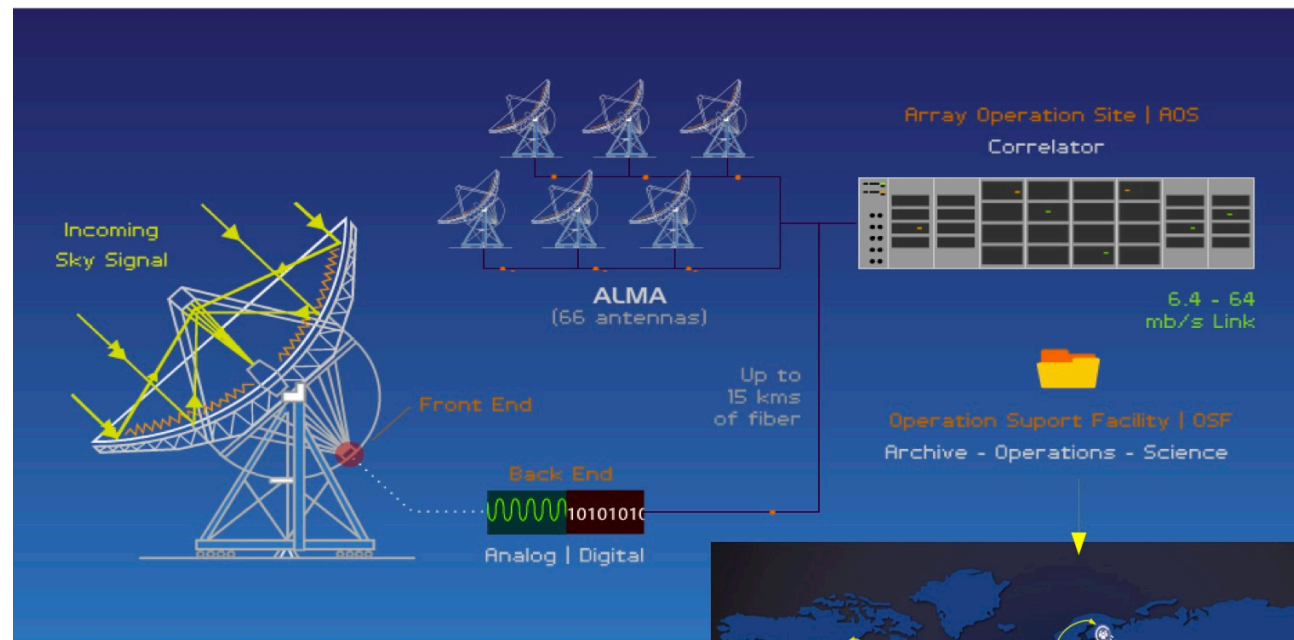 Array Operation Site | AOS
Correlator
Incoming
Sky Signal
ALMA
(66 antennas)
6.4 - 64
mb/s Link
Up to
15 kms
of fiber
Front End
Operation Suport Facility | OSF
Archive - Operations - Science
Back End
10101010
Analog | Digital